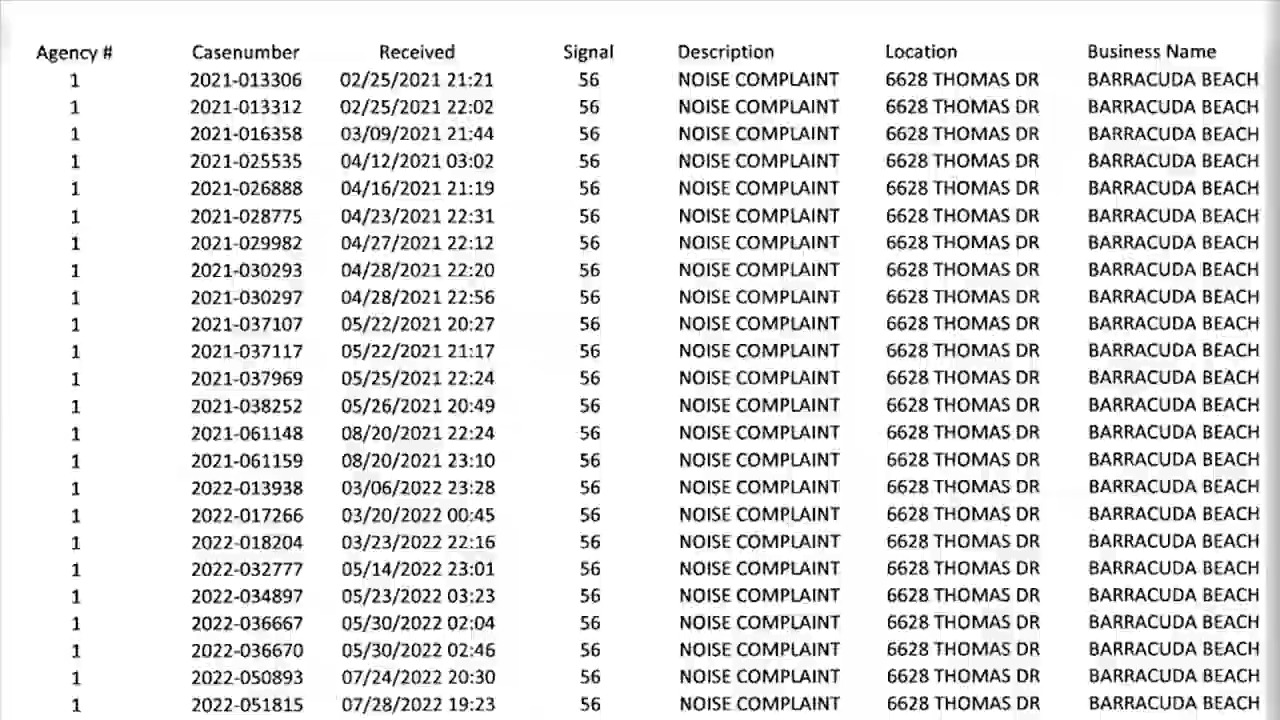 Agency # Casenumber Received Signal Description Location Business Name
1 2021-013306 02/25/2021 21:21 56 NOISE COMPLAINT 6628 THOMAS DR BARRACUDA BEACH
1 2021-013312 02/25/2021 22:02 56 NOISE COMPLAINT 6628 THOMAS DR BARRACUDA BEACH
1 2021-016358 03/09/2021 21:44 56 NOISE COMPLAINT 6628 THOMAS DR BARRACUDA BEACH
1 2021-025535 04/12/2021 03:02 56 NOISE COMPLAINT 6628 THOMAS DR BARRACUDA BEACH
1 2021-026888 04/16/2021 21:19 56 NOISE COMPLAINT 6628 THOMAS DR BARRACUDA BEACH
1 2021-028775 04/23/2021 22:31 56 NOISE COMPLAINT 6628 THOMAS DR BARRACUDA BEACH
1 2021-029982 04/27/2021 22:12 56 NOISE COMPLAINT 6628 THOMAS DR BARRACUDA BEACH
1 2021-030293 04/28/2021 22:20 56 NOISE COMPLAINT 6628 THOMAS DR BARRACUDA BEACH
1 2021-030297 04/28/2021 22:56 56 NOISE COMPLAINT 6628 THOMAS DR BARRACUDA BEACH
1 2021-037107 05/22/2021 20:27 56 NOISE COMPLAINT 6628 THOMAS DR BARRACUDA BEACH
1 2021-037117 05/22/2021 21:17 56 NOISE COMPLAINT 6628 THOMAS DR BARRACUDA BEACH
1 2021-037969 05/25/2021 22:24 56 NOISE COMPLAINT 6628 THOMAS DR BARRACUDA BEACH
1 2021-038252 05/26/2021 20:49 56 NOISE COMPLAINT 6628 THOMAS DR BARRACUDA BEACH
1 2021-061148 08/20/2021 22:24 56 NOISE COMPLAINT 6628 THOMAS DR BARRACUDA BEACH
1 2021-061159 08/20/2021 23:10 56 NOISE COMPLAINT 6628 THOMAS DR BARRACUDA BEACH
1 2022-013938 03/06/2022 23:28 56 NOISE COMPLAINT 6628 THOMAS DR BARRACUDA BEACH
1 2022-017266 03/20/2022 00:45 56 NOISE COMPLAINT 6628 THOMAS DR BARRACUDA BEACH
1 2022-018204 03/23/2022 22:16 56 NOISE COMPLAINT 6628 THOMAS DR BARRACUDA BEACH
1 2022-032777 05/14/2022 23:01 56 NOISE COMPLAINT 6628 THOMAS DR BARRACUDA BEACH
1 2022-034897 05/23/2022 03:23 56 NOISE COMPLAINT 6628 THOMAS DR BARRACUDA BEACH
1 2022-036667 05/30/2022 02:04 56 NOISE COMPLAINT 6628 THOMAS DR BARRACUDA BEACH
1 2022-036670 05/30/2022 02:46 56 NOISE COMPLAINT 6628 THOMAS DR BARRACUDA BEACH
1 2022-050893 07/24/2022 20:30 56 NOISE COMPLAINT 6628 THOMAS DR BARRACUDA BEACH
1 2022-051815 07/28/2022 19:23 56 NOISE COMPLAINT 6628 THOMAS DR BARRACUDA BEACH